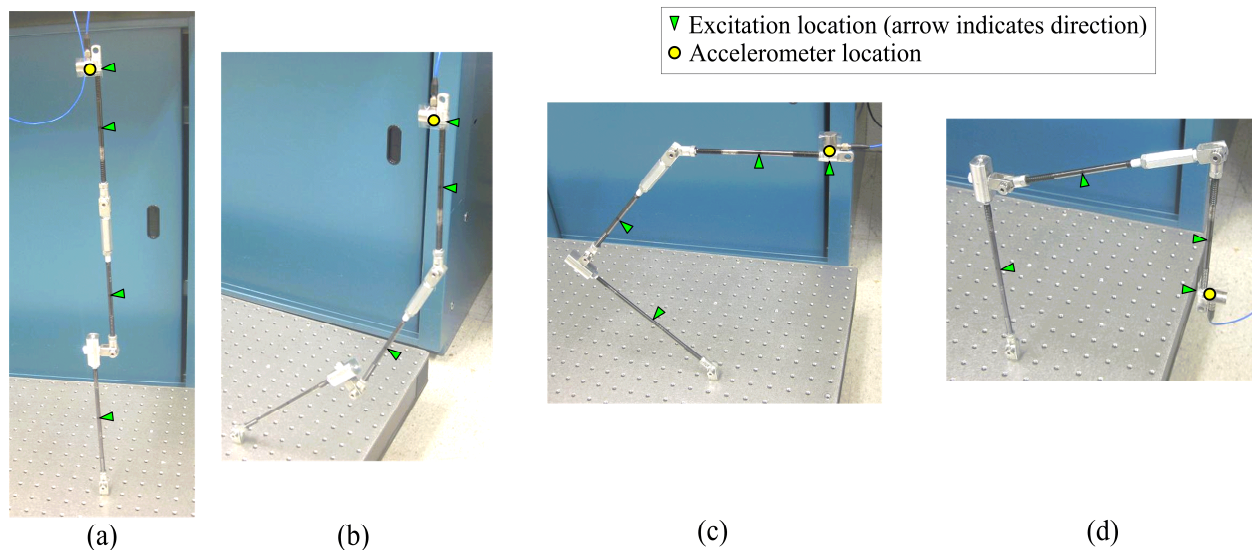 Excitation location (arrow indicates direction)
Accelerometer location
(a)
(b)
(c)
(d)